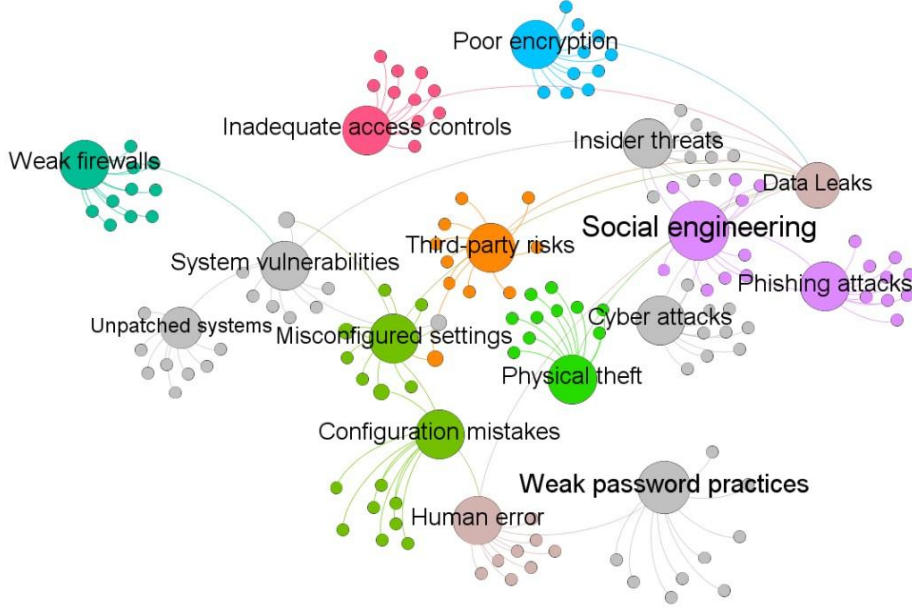 Poor encryption
Inadequate access controls
Insider threats
Weak firewalls
Data Leaks
Social engineering
Third-party risks
System vulnerabilities
Phishing attacks
Unpatched systems
Misconfigured settings
Cyber attacks
Physical theft
Configuration mistakes
Weak password practices
Human error